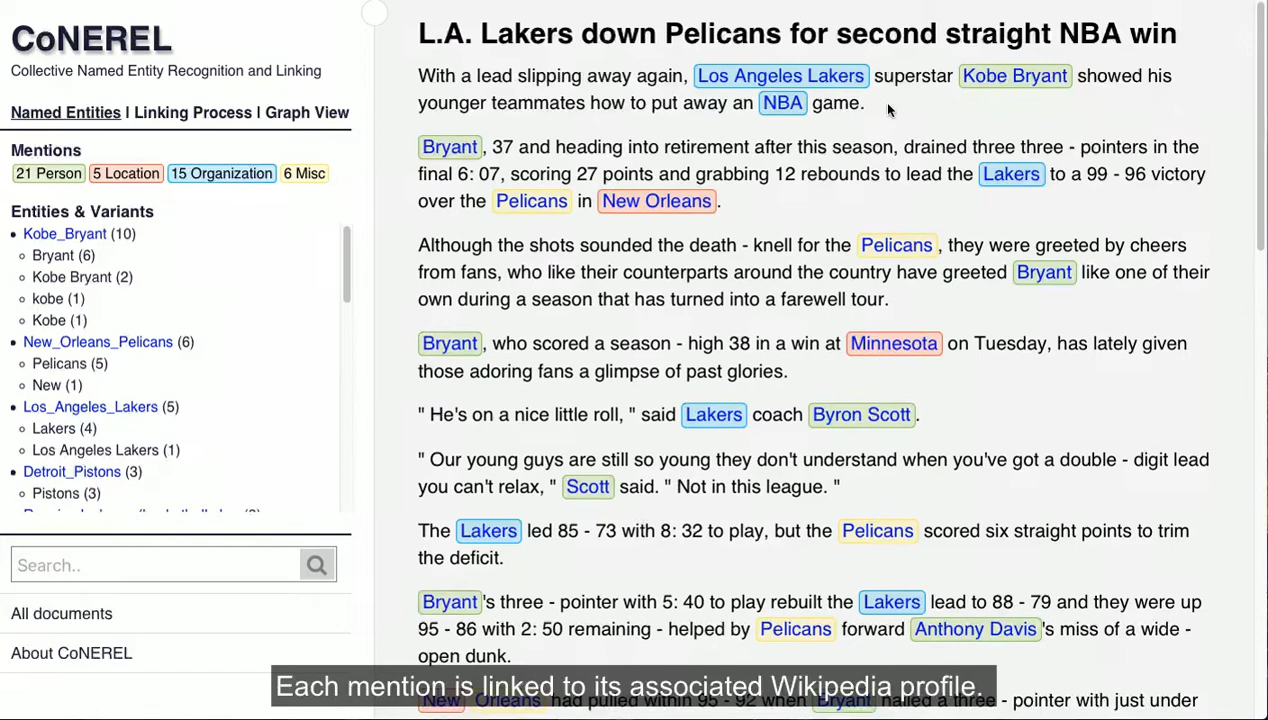 CoNEREL
Collective Named Entity Recognition and Linking
Named Entities | Linking Process | Graph View
Mentions
21 Person 5 Location 15 Organization 6 Misc
Entities & Variants
Kobe_Bryant (10)
Bryant (6)
Kobe Bryant (2)
kobe (1)
Kobe (1)
New_Orleans_Pelicans (6)
Pelicans (5)
New (1)
Los_Angeles_Lakers (5)
Lakers (4)
Los Angeles Lakers (1)
Detroit_Pistons (3)
Pistons (3)
Search..
All documents
About CoNEREL
L.A. Lakers down Pelicans for second straight NBA win
With a lead slipping away again, Los Angeles Lakers superstar Kobe Bryant showed his
younger teammates how to put away an NBA game.
Bryant, 37 and heading into retirement after this season, drained three three - pointers in the
final 6: 07, scoring 27 points and grabbing 12 rebounds to lead the Lakers to a 99 - 96 victory
over the Pelicans in New Orleans.
Although the shots sounded the death - knell for the Pelicans, they were greeted by cheers
from fans, who like their counterparts around the country have greeted Bryant like one of their
own during a season that has turned into a farewell tour.
Bryant, who scored a season - high 38 in a win at Minnesota on Tuesday, has lately given
those adoring fans a glimpse of past glories.
" He's on a nice little roll, " said Lakers coach Byron Scott.
" Our young guys are still so young they don't understand when you've got a double - digit lead
you can't relax, " Scott said. " Not in this league. "
The Lakers led 85 - 73 with 8: 32 to play, but the Pelicans scored six straight points to trim
the deficit.
Bryant's three - pointer with 5: 40 to play rebuilt the Lakers lead to 88 - 79 and they were up
95 - 86 with 2: 50 remaining - helped by Pelicans forward Anthony Davis's miss of a wide -
open dunk.
New Orleans had pulled within 95 - 92 when Bryant nailed a three - pointer with just under
Each mention is linked to its associated Wikipedia profile.